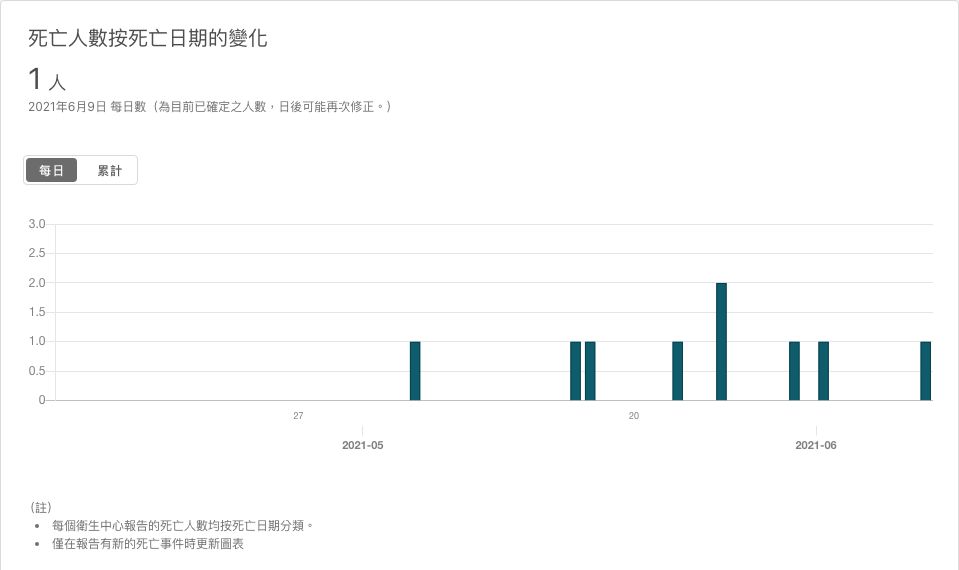 死亡人數按死亡日期的變化
1 人
2021年6月9日 每日數（為目前已確定之人數，日後可能再次修正。）
每日 累計
3.0
2.5
2.0
1.5
1.0
0.5
0
27 20
2021-05 2021-06
（註）
• 每個衛生中心報告的死亡人數均按死亡日期分類。
• 僅在報告有新的死亡事件時更新圖表